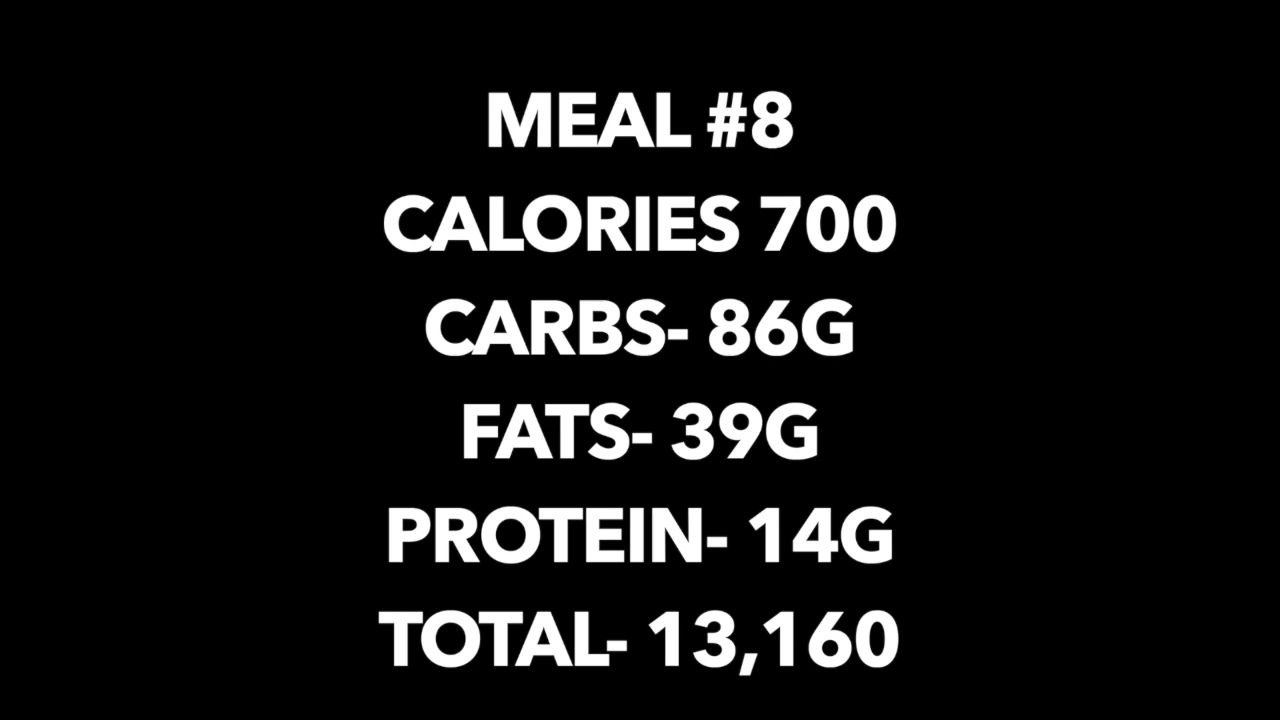 MEAL #8
CALORIES 700
CARBS- 86G
FATS- 39G
PROTEIN- 14G
TOTAL- 13,160